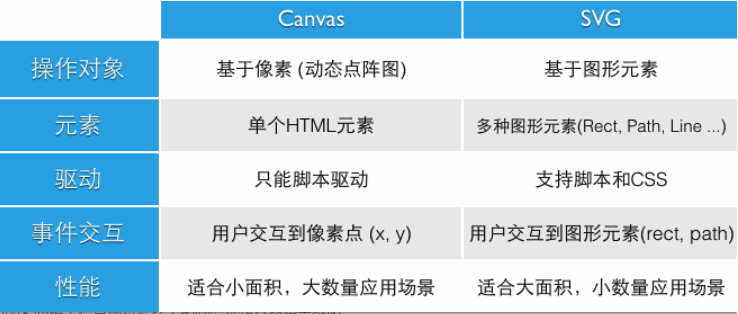 Canvas SVG
操作对象 基于像素 (动态点阵图) 基于图形元素
元素 单个HTML元素 多种图形元素(Rect, Path, Line ...)
驱动 只能脚本驱动 支持脚本和CSS
事件交互 用户交互到像素点 (x, y) 用户交互到图形元素(rect, path)
性能 适合小面积，大数量应用场景 适合大面积，小数量应用场景